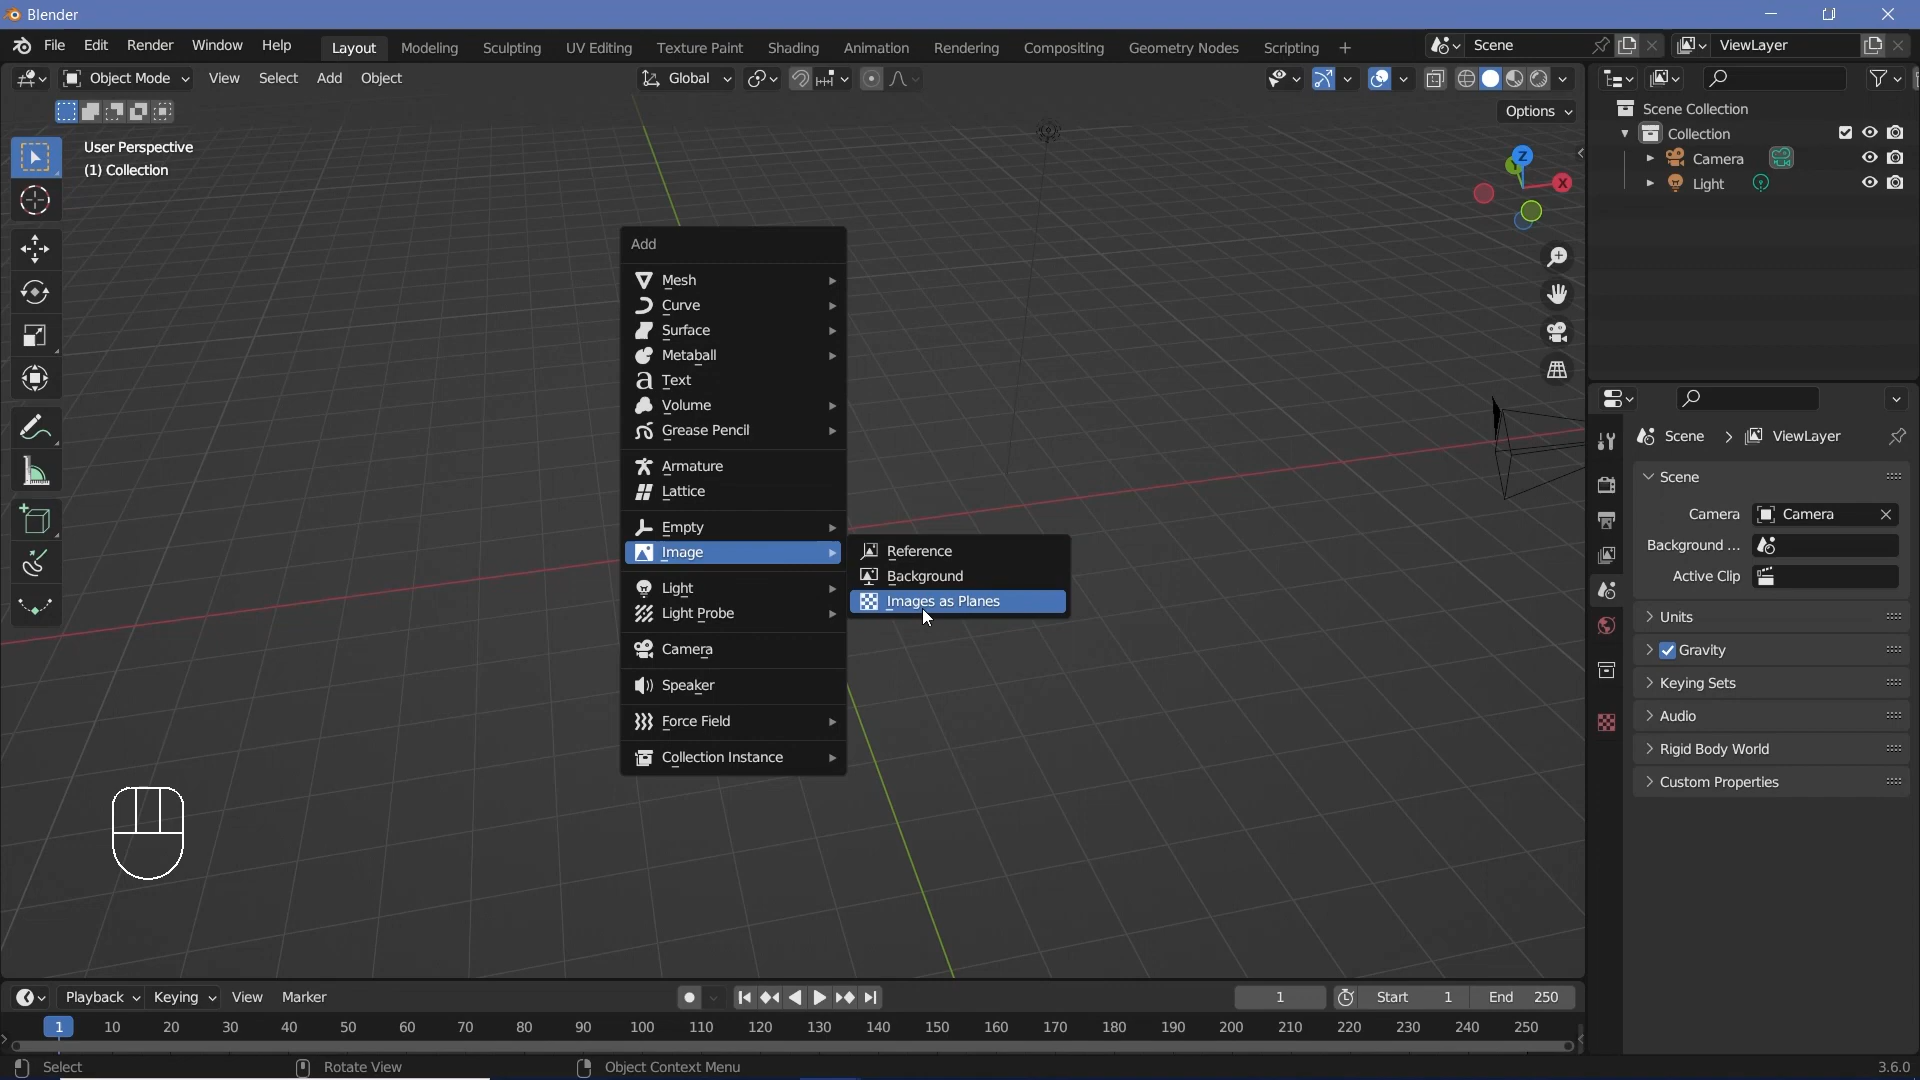 Blender
File Edit Render Window Help Layout Modeling Sculpting UV Editing Texture Paint Shading Animation Rendering Compositing Geometry Nodes Scripting + Scene ViewLayer
Object Mode View Select Add Object Global
Options
User Perspective
(1) Collection
Z
X
Add
Mesh
Curve
Surface
Metaball
Text
Volume
Grease Pencil
Armature
Lattice
Empty
Image
Light
Light Probe
Camera
Speaker
Force Field
Collection Instance
Reference
Background
Images as Planes
Scene Collection
Collection
Camera
Light
Scene > ViewLayer
Scene
Camera Camera
Background ...
Active Clip
Units
Gravity
Keying Sets
Audio
Rigid Body World
Custom Properties
Playback Keying View Marker 1 Start 1 End 250
1 10 20 30 40 50 60 70 80 90 100 110 120 130 140 150 160 170 180 190 200 210 220 230 240 250
Select Rotate View Object Context Menu 3.6.0